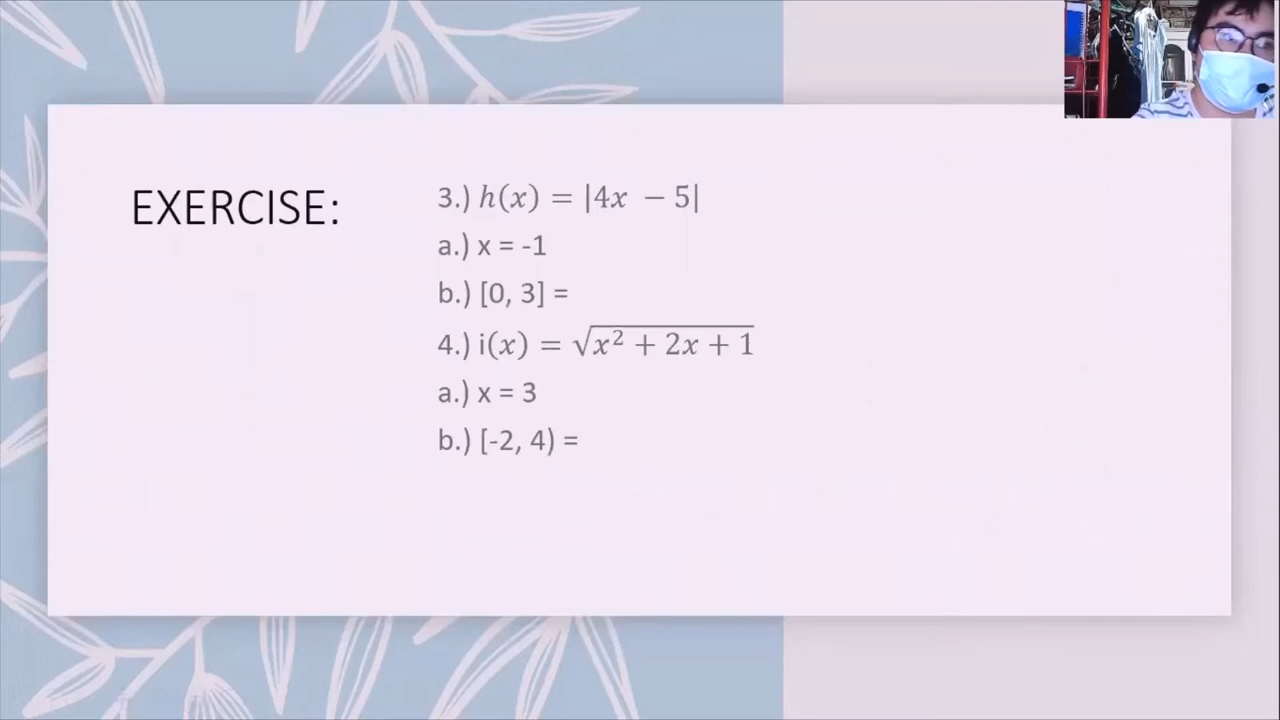 EXERCISE:
3.) h(x) = |4x − 5|
a.) x = -1
b.) [0, 3] =
4.) i(x) = √(x² + 2x + 1)
a.) x = 3
b.) [-2, 4) =